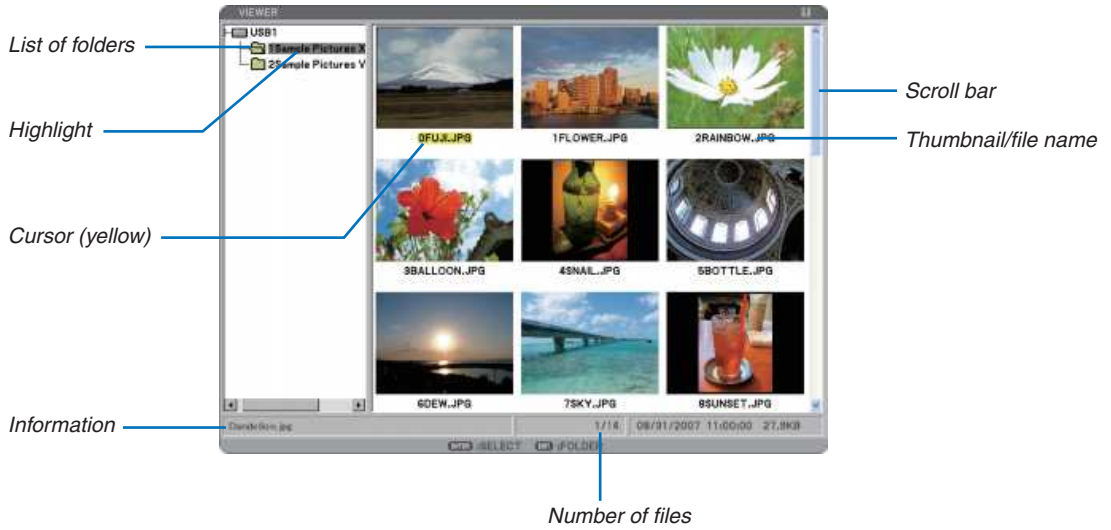 VIEWER
List of folders
USB1
1Sample Pictures X
2Sample Pictures V
Highlight
Scroll bar
0FUJI.JPG
1FLOWER.JPG
2RAINBOW.JPG
Thumbnail/file name
Cursor (yellow)
3BALLOON.JPG
4SNAIL.JPG
5BOTTLE.JPG
6DEW.JPG
7SKY.JPG
8SUNSET.JPG
Information
Dandelion.jpg
1/14
08/31/2007 11:00:00 27.8KB
:SELECT
:FOLDER
Number of files